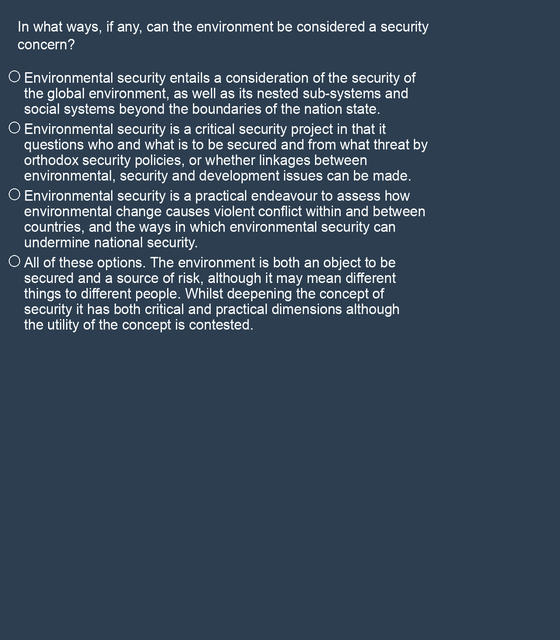 In what ways, if any, can the environment be considered a security
concern?
Environmental security entails a consideration of the security of
the global environment, as well as its nested sub-systems and
social systems beyond the boundaries of the nation state.
Environmental security is a critical security project in that it
questions who and what is to be secured and from what threat by
orthodox security policies, or whether linkages between
environmental, security and development issues can be made.
Environmental security is a practical endeavour to assess how
environmental change causes violent conflict within and between
countries, and the ways in which environmental security can
undermine national security.
All of these options. The environment is both an object to be
secured and a source of risk, although it may mean different
things to different people. Whilst deepening the concept of
security it has both critical and practical dimensions although
the utility of the concept is contested.